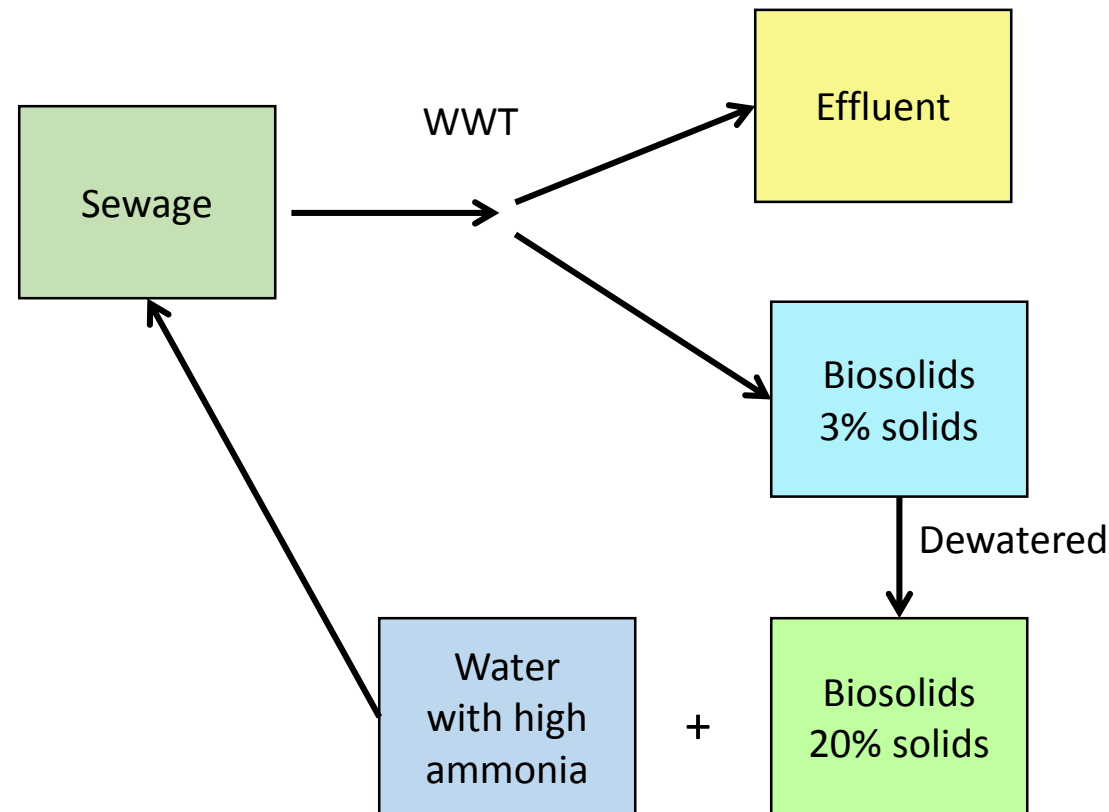 Sewage
WWT
Effluent
Biosolids
3% solids
Dewatered
Biosolids
20% solids
+
Water
with high
ammonia